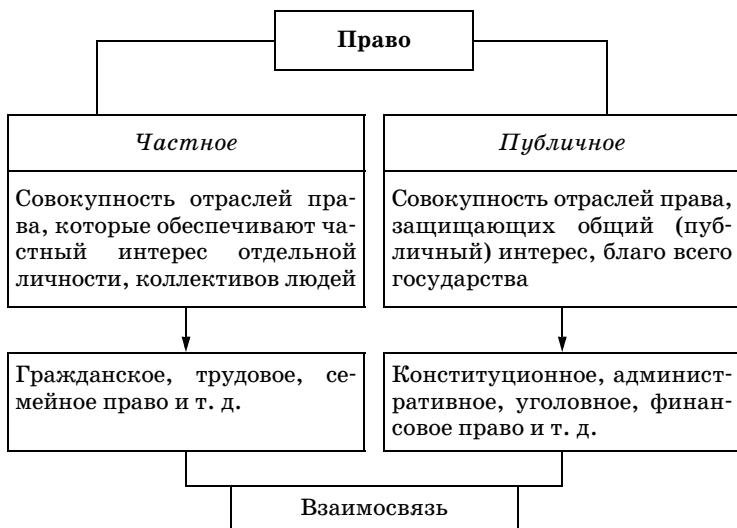 Право
Частное
Совокупность отраслей пра-
ва, которые обеспечивают ча-
стный интерес отдельной
личности, коллективов людей
Гражданское, трудовое, се-
мейное право и т. д.
Публичное
Совокупность отраслей права,
защищающих общий (пуб-
личный) интерес, благо всего
государства
Конституционное, админист-
ративное, уголовное, финан-
совое право и т. д.
Взаимосвязь